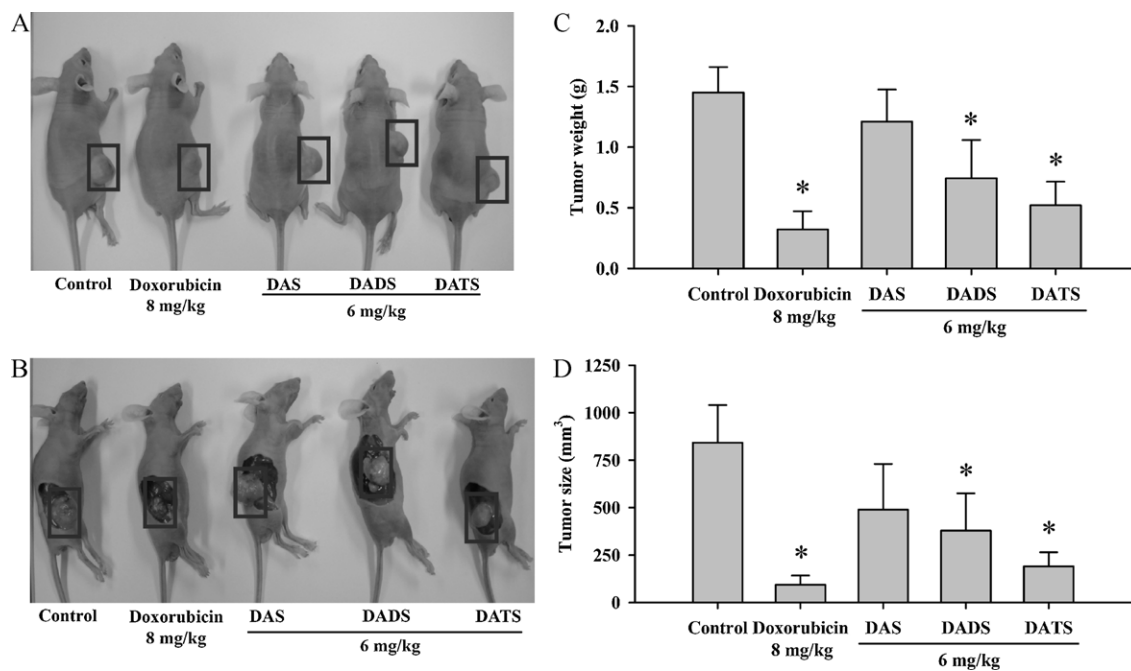 A
Control Doxorubicin DAS DADS DATS
8 mg/kg 6 mg/kg
B
Control Doxorubicin DAS DADS DATS
8 mg/kg 6 mg/kg
C
Tumor weight (g)
2.0
1.5
1.0
0.5
0.0
* * *
Control Doxorubicin DAS DADS DATS
8 mg/kg 6 mg/kg
D
Tumor size (mm³)
1250
1000
750
500
250
0
* * *
Control Doxorubicin DAS DADS DATS
8 mg/kg 6 mg/kg